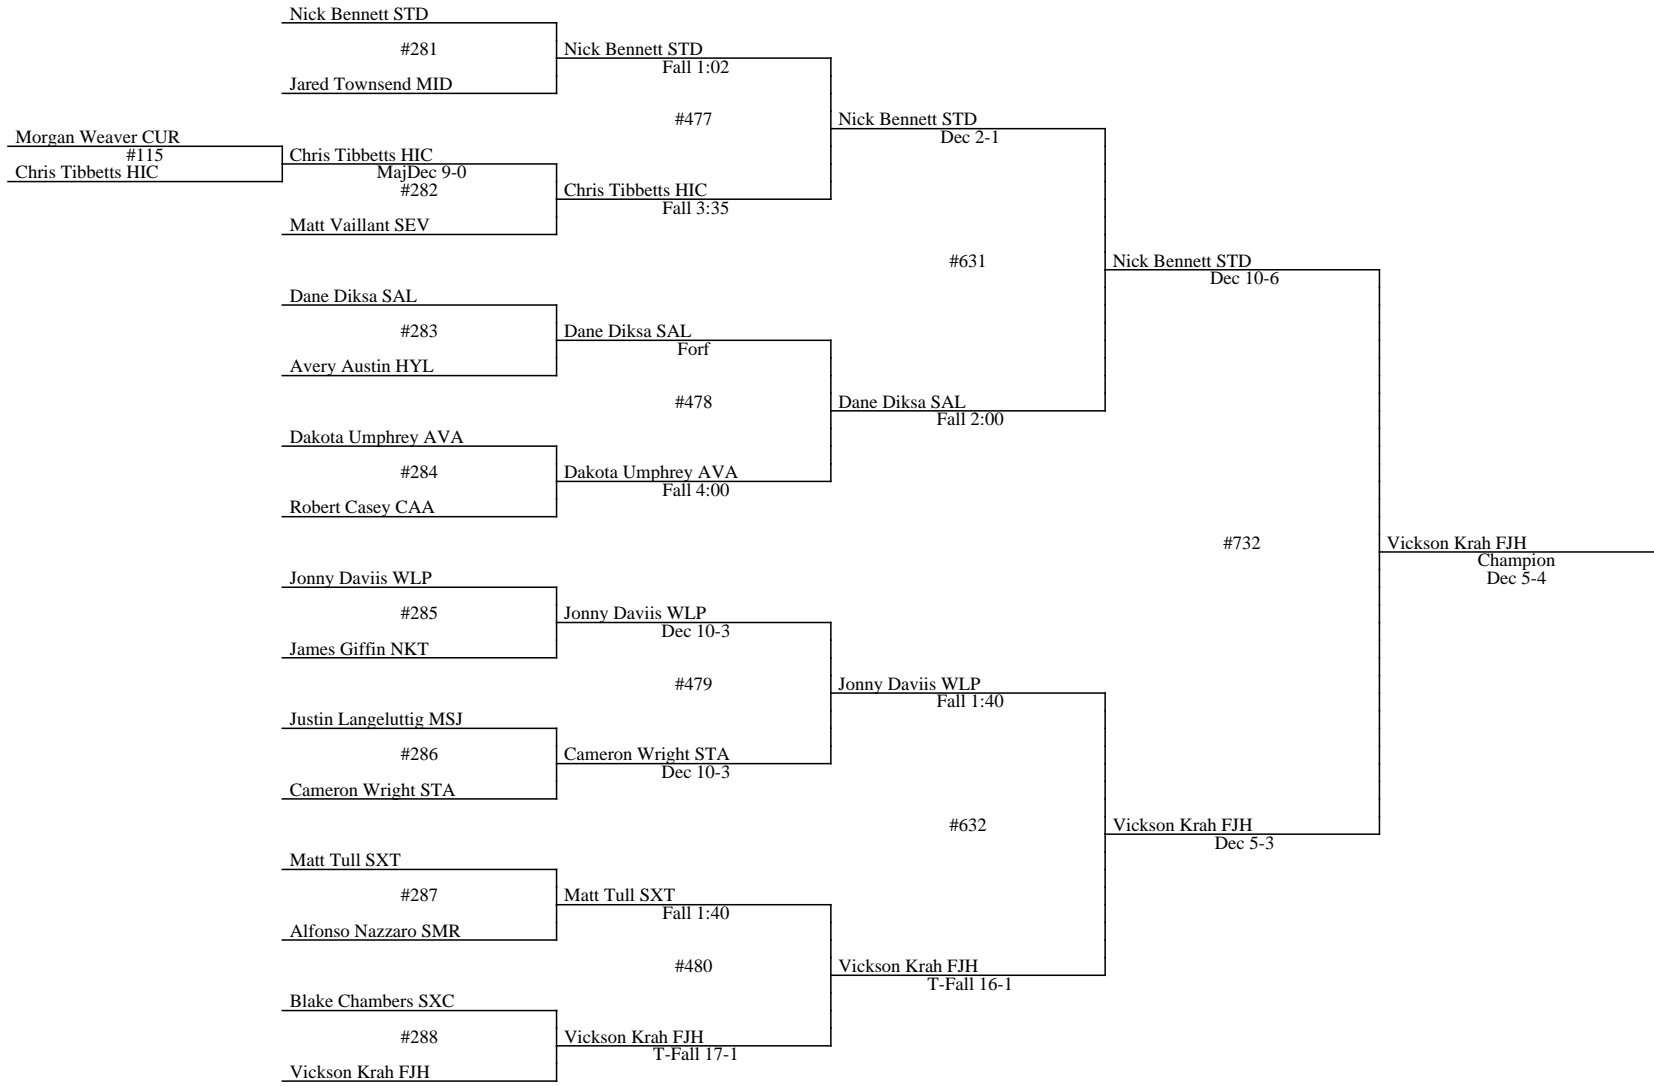 Nick Bennett STD
#281
Nick Bennett STD
Fall 1:02
Jared Townsend MID
#477
Nick Bennett STD
Dec 2-1
Morgan Weaver CUR
#115
Chris Tibbetts HIC
Chris Tibbetts HIC
MajDec 9-0
#282
Chris Tibbetts HIC
Fall 3:35
Matt Vaillant SEV
#631
Nick Bennett STD
Dec 10-6
Dane Diksa SAL
#283
Dane Diksa SAL
Forf
Avery Austin HYL
#478
Dane Diksa SAL
Fall 2:00
Dakota Umphrey AVA
#284
Dakota Umphrey AVA
Fall 4:00
Robert Casey CAA
#732
Vickson Krah FJH
Champion
Dec 5-4
Jonny Daviis WLP
#285
Jonny Daviis WLP
Dec 10-3
James Giffin NKT
#479
Jonny Daviis WLP
Fall 1:40
Justin Langeluttig MSJ
#286
Cameron Wright STA
Dec 10-3
Cameron Wright STA
#632
Vickson Krah FJH
Dec 5-3
Matt Tull SXT
#287
Matt Tull SXT
Fall 1:40
Alfonso Nazzaro SMR
#480
Vickson Krah FJH
T-Fall 16-1
Blake Chambers SXC
#288
Vickson Krah FJH
T-Fall 17-1
Vickson Krah FJH